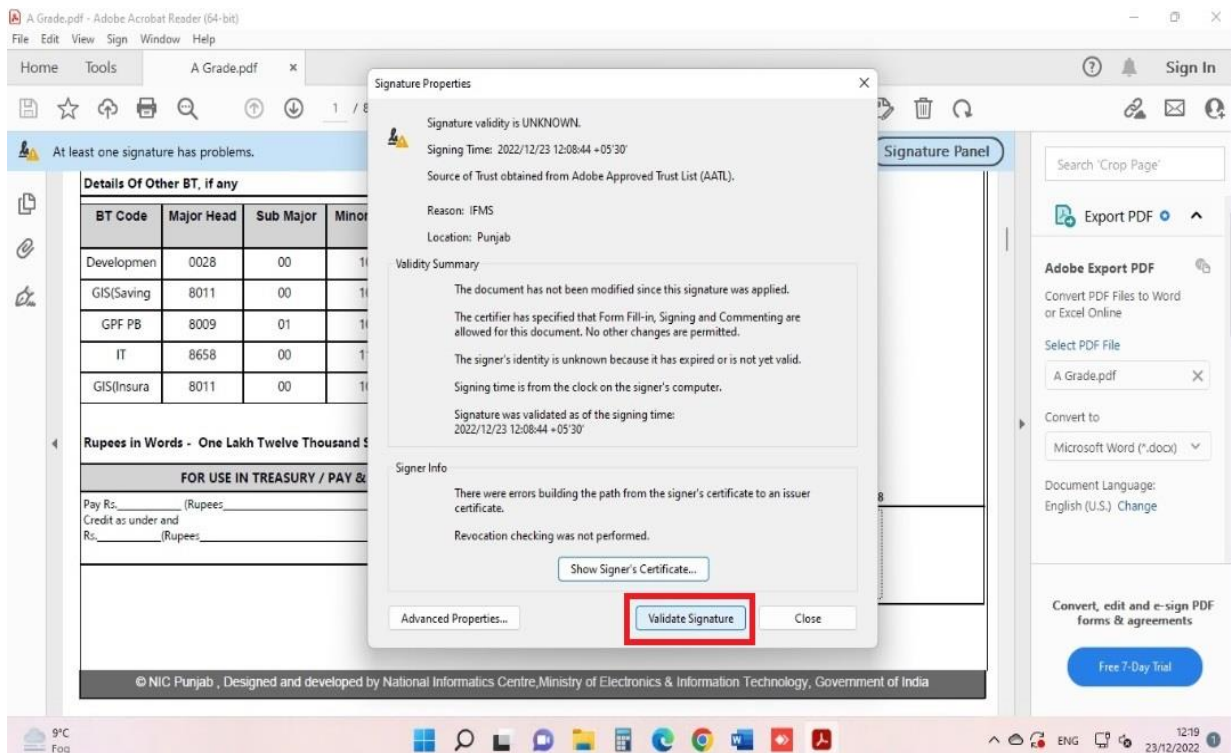 A Grade.pdf - Adobe Acrobat Reader (64-bit)
File Edit View Sign Window Help
Home Tools A Grade.pdf × Sign In
1 / 8
At least one signature has problems.
Signature Panel
Details Of Other BT, if any
BT Code Major Head Sub Major Minor
Developmen 0028 00
GIS(Saving 8011 00
GPF PB 8009 01
IT 8658 00
GIS(Insura 8011 00
Rupees in Words - One Lakh Twelve Thousand
FOR USE IN TREASURY / PAY &
Pay Rs.______ (Rupees
Credit as under and
Rs.______(Rupees
Signature Properties
Signature validity is UNKNOWN.
Signing Time: 2022/12/23 12:08:44 +05'30'
Source of Trust obtained from Adobe Approved Trust List (AATL).
Reason: IFMS
Location: Punjab
Validity Summary
The document has not been modified since this signature was applied.
The certifier has specified that Form Fill-in, Signing and Commenting are
allowed for this document. No other changes are permitted.
The signer's identity is unknown because it has expired or is not yet valid.
Signing time is from the clock on the signer's computer.
Signature was validated as of the signing time:
2022/12/23 12:08:44 +05'30'
Signer Info
There were errors building the path from the signer's certificate to an issuer
certificate.
Revocation checking was not performed.
Show Signer's Certificate...
Advanced Properties... Validate Signature Close
© NIC Punjab , Designed and developed by National Informatics Centre,Ministry of Electronics & Information Technology, Government of India
Search 'Crop Page'
Export PDF
Adobe Export PDF
Convert PDF Files to Word
or Excel Online
Select PDF File
A Grade.pdf
Convert to
Microsoft Word (*.docx)
Document Language:
English (U.S.) Change
Convert, edit and e-sign PDF
forms & agreements
Free 7-Day Trial
9°C
Fog
ENG
12:19
23/12/2022
1